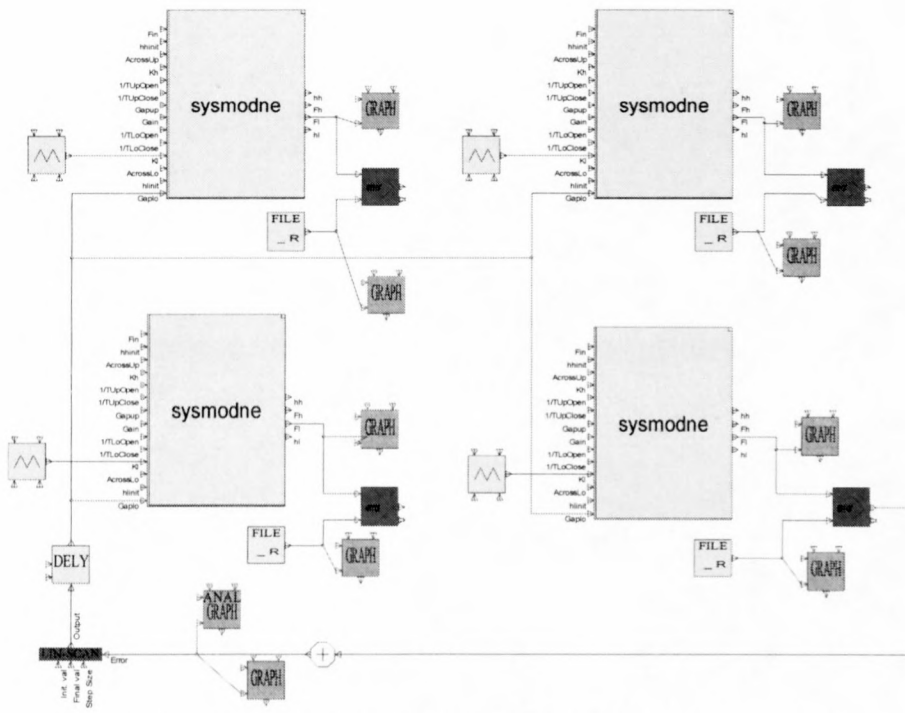 Fin
hhinit
AcrossUp
Kh
1/TUpOpen
1/TUpClose
Gapup
Gain
1/TLoOpen
1/TLoClose
Kl
AcrossLo
hlinit
Gaplo
sysmodne
hh
Fh
Fl
hl
GRAPH
FILE
_ R
GRAPH
Fin
hhinit
AcrossUp
Kh
1/TUpOpen
1/TUpClose
Gapup
Gain
1/TLoOpen
1/TLoClose
Kl
AcrossLo
hlinit
Gaplo
sysmodne
hh
Fh
Fl
hl
GRAPH
FILE
_ R
GRAPH
Fin
hhinit
AcrossUp
Kh
1/TUpOpen
1/TUpClose
Gapup
Gain
1/TLoOpen
1/TLoClose
Kl
AcrossLo
hlinit
Gaplo
sysmodne
hh
Fh
Fl
hl
GRAPH
FILE
_ R
GRAPH
Fin
hhinit
AcrossUp
Kh
1/TUpOpen
1/TUpClose
Gapup
Gain
1/TLoOpen
1/TLoClose
Kl
AcrossLo
hlinit
Gaplo
sysmodne
hh
Fh
Fl
hl
GRAPH
FILE
_ R
GRAPH
DELY
Output
LIN-SCAN
Error
Init. val
Final val
Step Size
ANAL
GRAPH
GRAPH